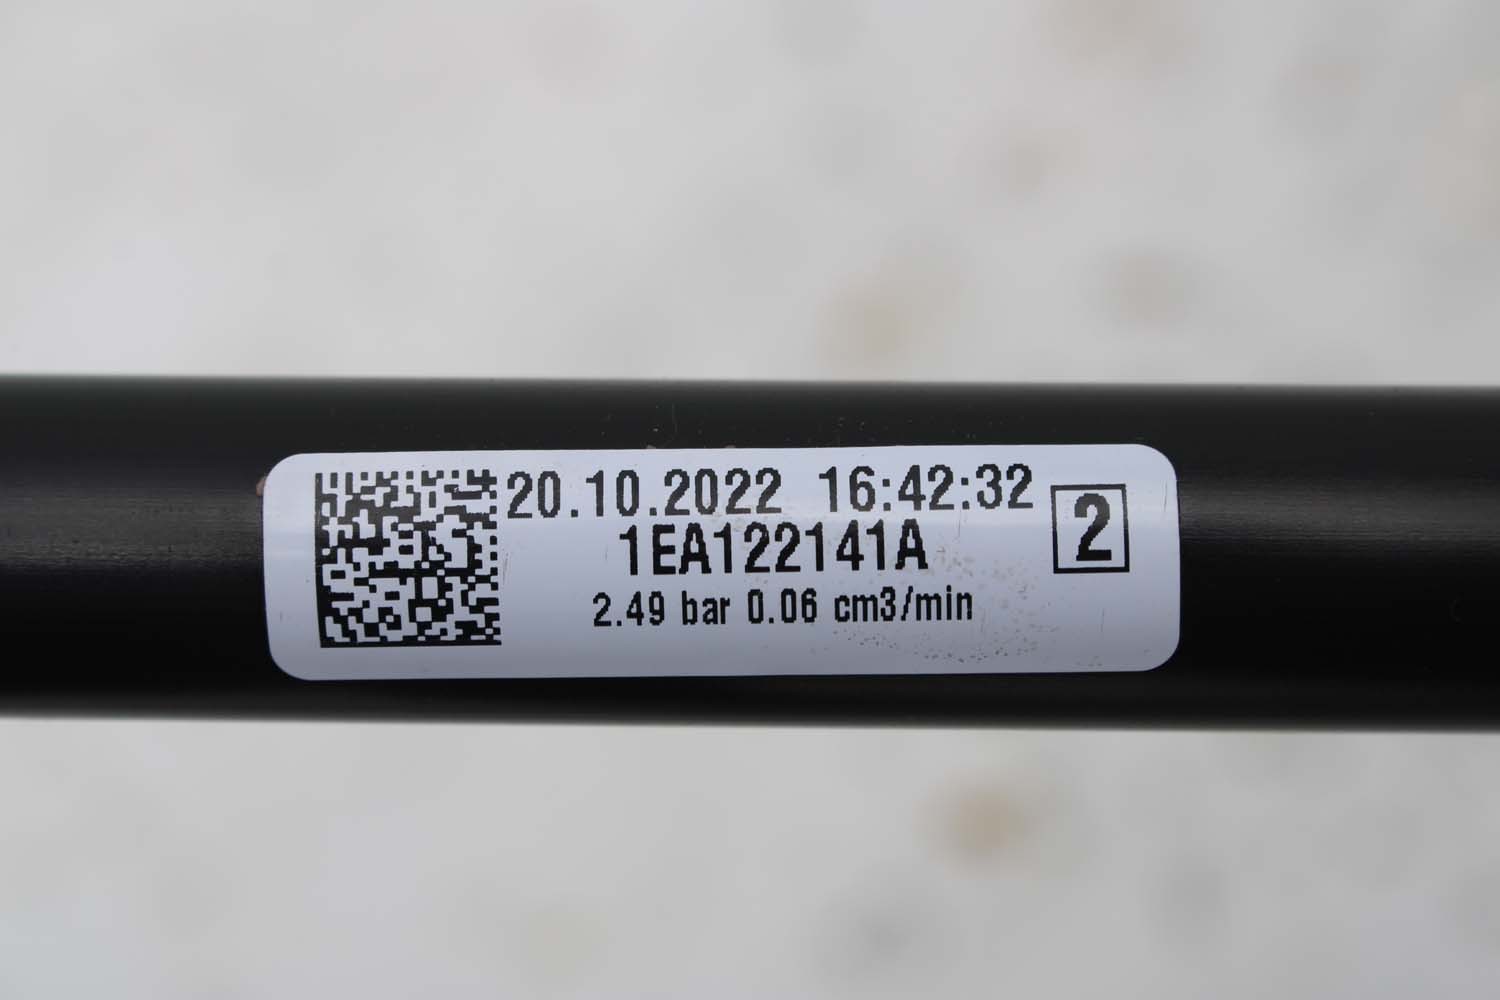 20.10.2022 16:42:32
1EA122141A
2.49 bar 0.06 cm3/min
2